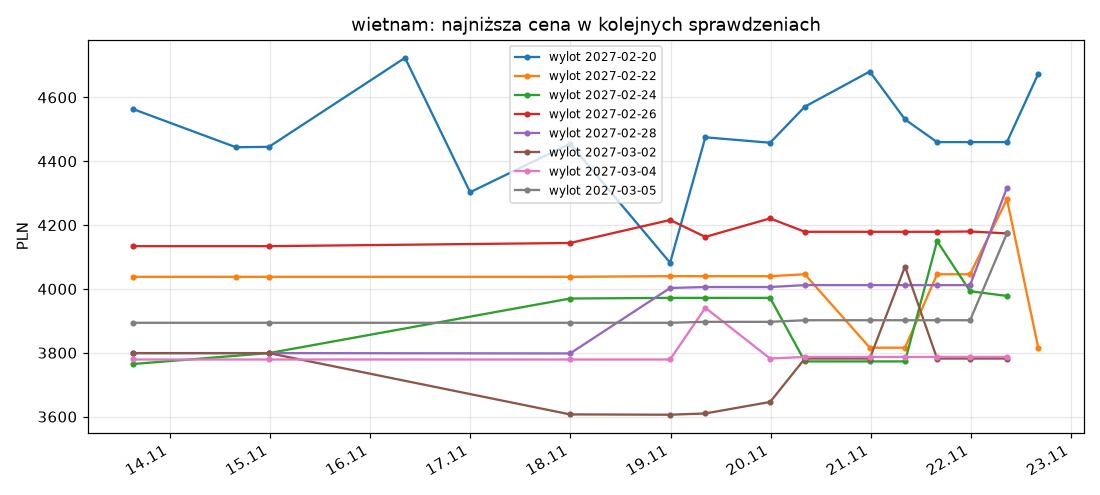 wietnam: najniższa cena w kolejnych sprawdzeniach
PLN
4600
4400
4200
4000
3800
3600
wylot 2027-02-20
wylot 2027-02-22
wylot 2027-02-24
wylot 2027-02-26
wylot 2027-02-28
wylot 2027-03-02
wylot 2027-03-04
wylot 2027-03-05
14.11
15.11
16.11
17.11
18.11
19.11
20.11
21.11
22.11
23.11